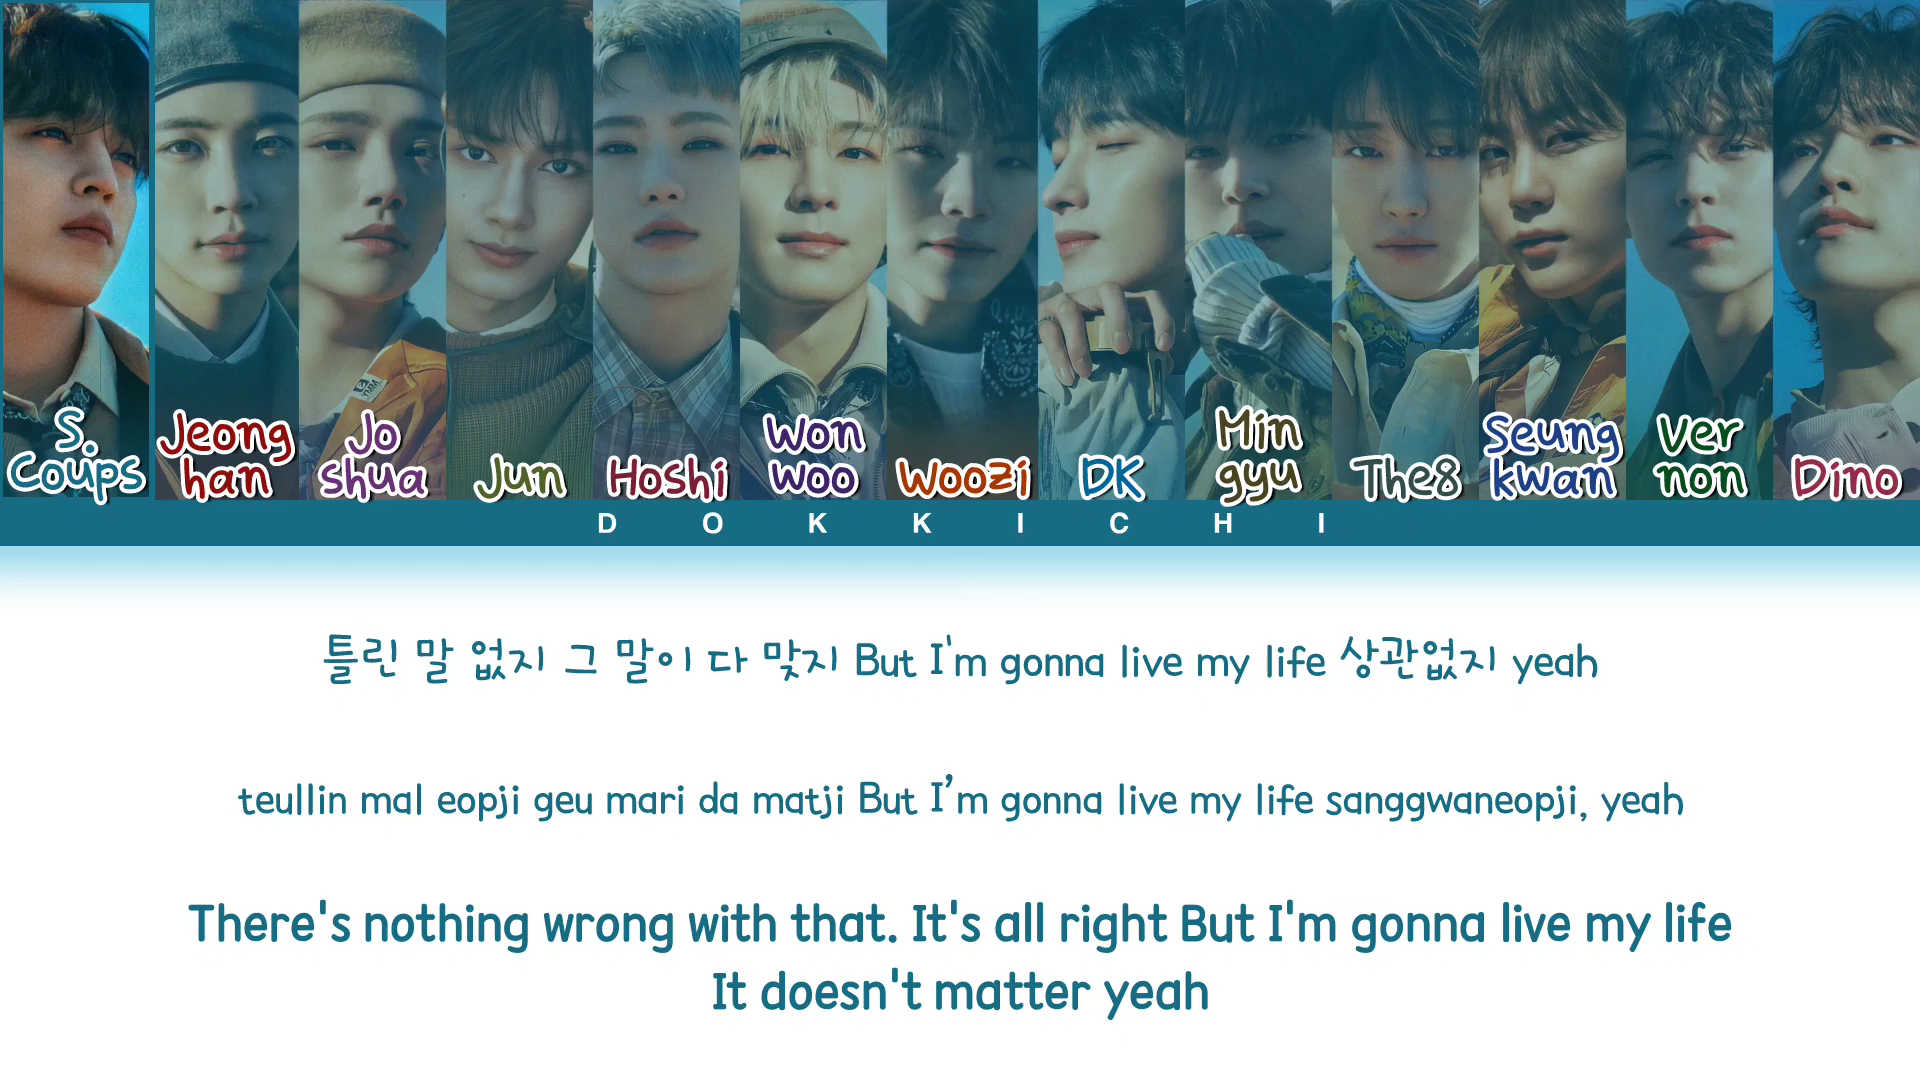 S. Coups
Jeong han
Jo shua
Jun
Hoshi
Won woo
Woozi
DK
Min gyu
The8
Seung kwan
Ver non
Dino
DOKKICHI
틀린 말 없지 그 말이 다 맞지 But I'm gonna live my life 상관없지 yeah
teullin mal eopji geu mari da matji But I’m gonna live my life sanggwaneopji, yeah
There's nothing wrong with that. It's all right But I'm gonna live my life
It doesn't matter yeah